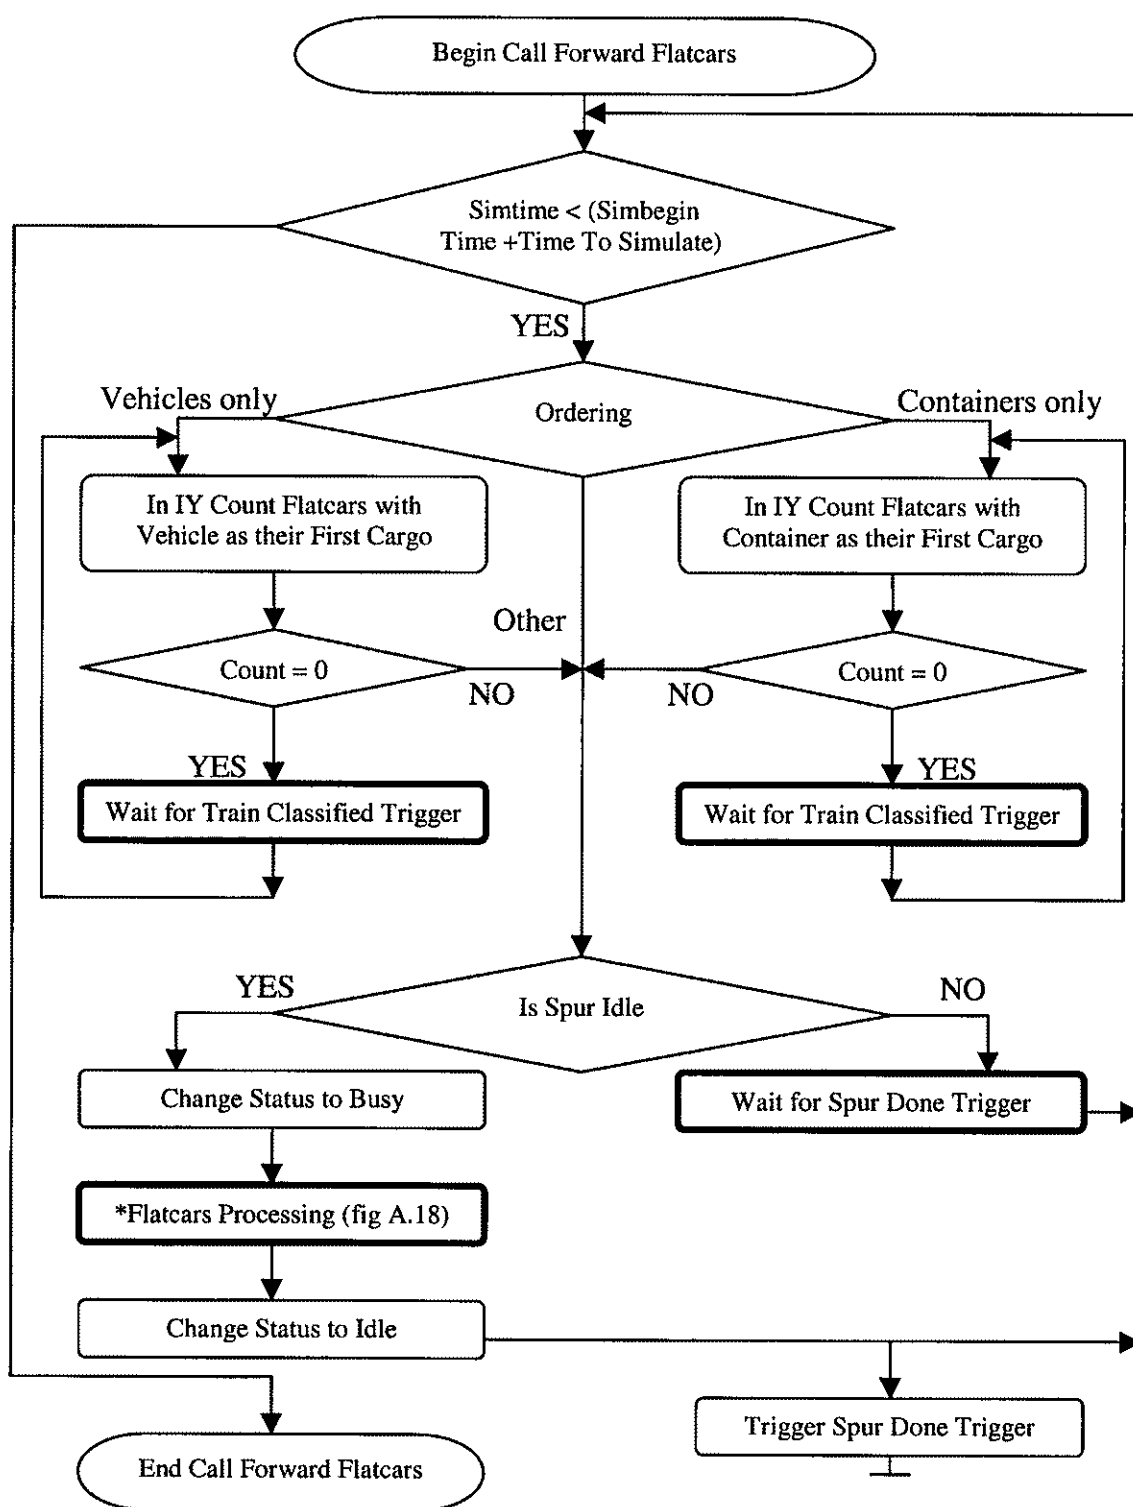 Begin Call Forward Flatcars
Simtime < (Simbegin
Time +Time To Simulate)
YES
Vehicles only
Ordering
Containers only
In IY Count Flatcars with
Vehicle as their First Cargo
In IY Count Flatcars with
Container as their First Cargo
Other
Count = 0
NO
NO
Count = 0
YES
YES
Wait for Train Classified Trigger
Wait for Train Classified Trigger
YES
Is Spur Idle
NO
Change Status to Busy
Wait for Spur Done Trigger
*Flatcars Processing (fig A.18)
Change Status to Idle
Trigger Spur Done Trigger
End Call Forward Flatcars